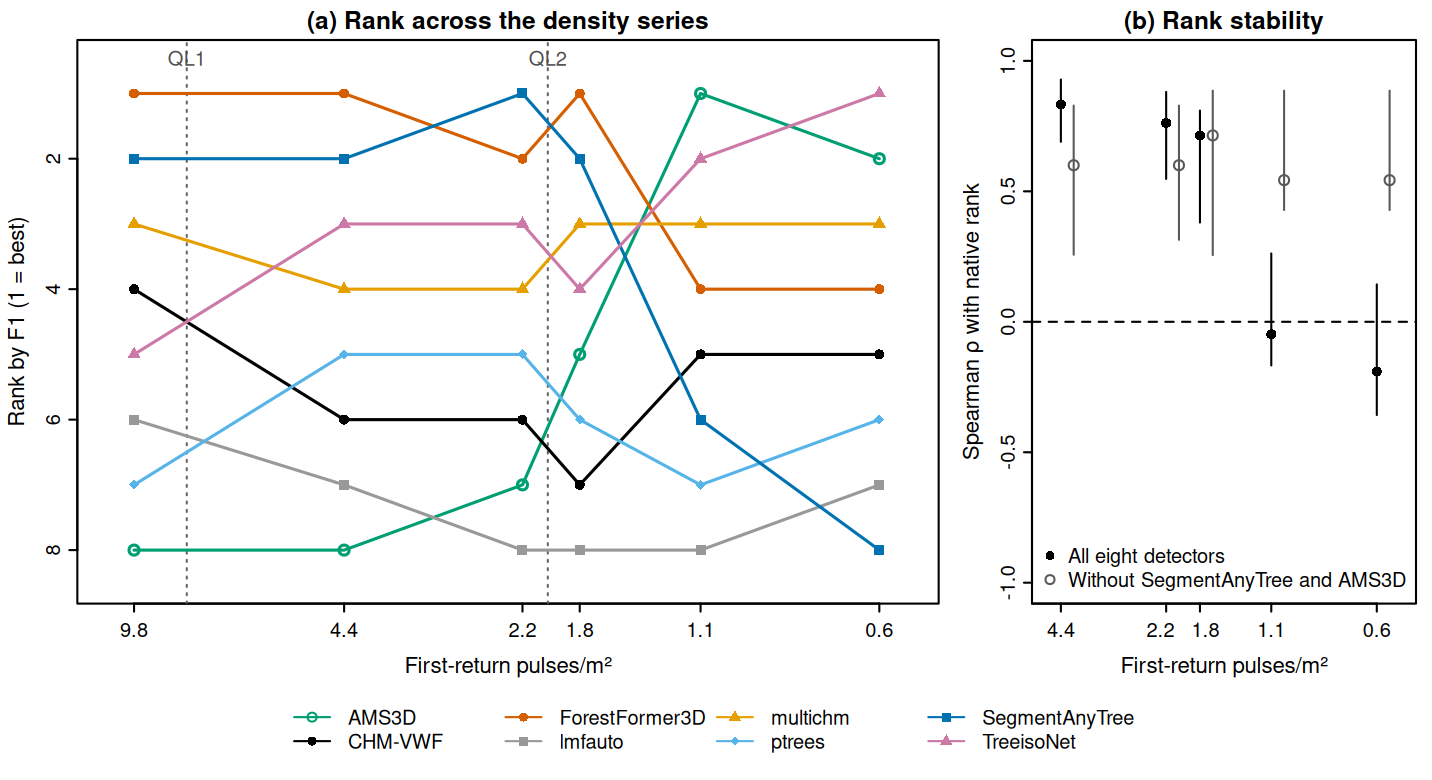 (a) Rank across the density series
QL1
QL2
Rank by F1 (1 = best)
2
4
6
8
9.8
4.4
2.2
1.8
1.1
0.6
First-return pulses/m²
(b) Rank stability
Spearman ρ with native rank
1.0
0.5
0.0
-0.5
-1.0
All eight detectors
Without SegmentAnyTree and AMS3D
4.4
2.2
1.8
1.1
0.6
First-return pulses/m²
AMS3D
ForestFormer3D
multichm
SegmentAnyTree
CHM-VWF
lmfauto
ptrees
TreeisoNet